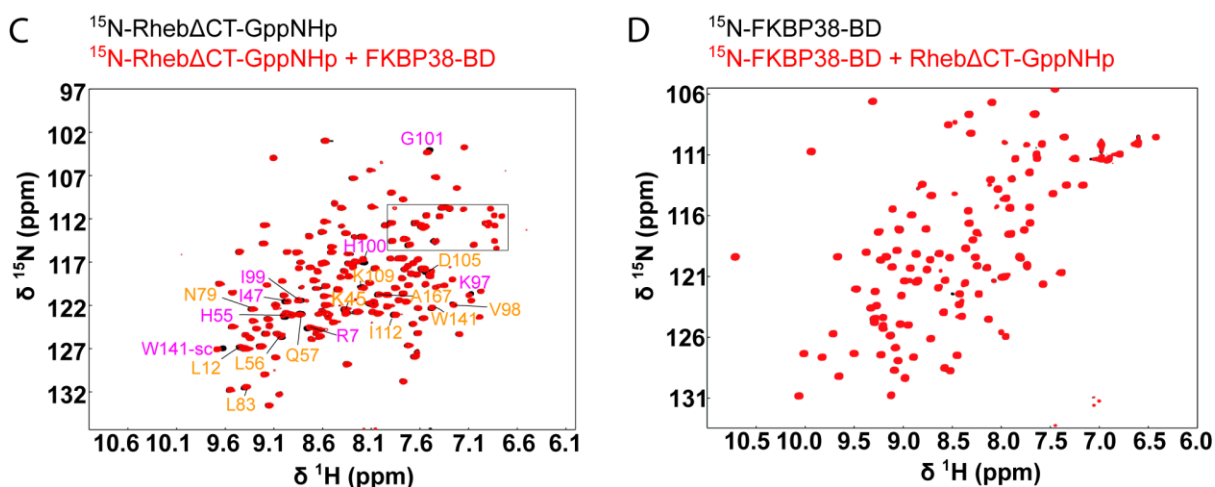 C
¹⁵N-RhebΔCT-GppNHp
¹⁵N-RhebΔCT-GppNHp + FKBP38-BD
97
102
107
112
117
122
127
132
δ ¹⁵N (ppm)
G101
H100
D105
K109
I99
K97
N79
I47
K45
A167
V98
H55
W141
I112
R7
W141-sc
Q57
L12
L56
L83
10.6 10.1 9.6 9.1 8.6 8.1 7.6 7.1 6.6 6.1
δ ¹H (ppm)
D
¹⁵N-FKBP38-BD
¹⁵N-FKBP38-BD + RhebΔCT-GppNHp
106
111
116
121
126
131
δ ¹⁵N (ppm)
10.5 10.0 9.5 9.0 8.5 8.0 7.5 7.0 6.5 6.0
δ ¹H (ppm)